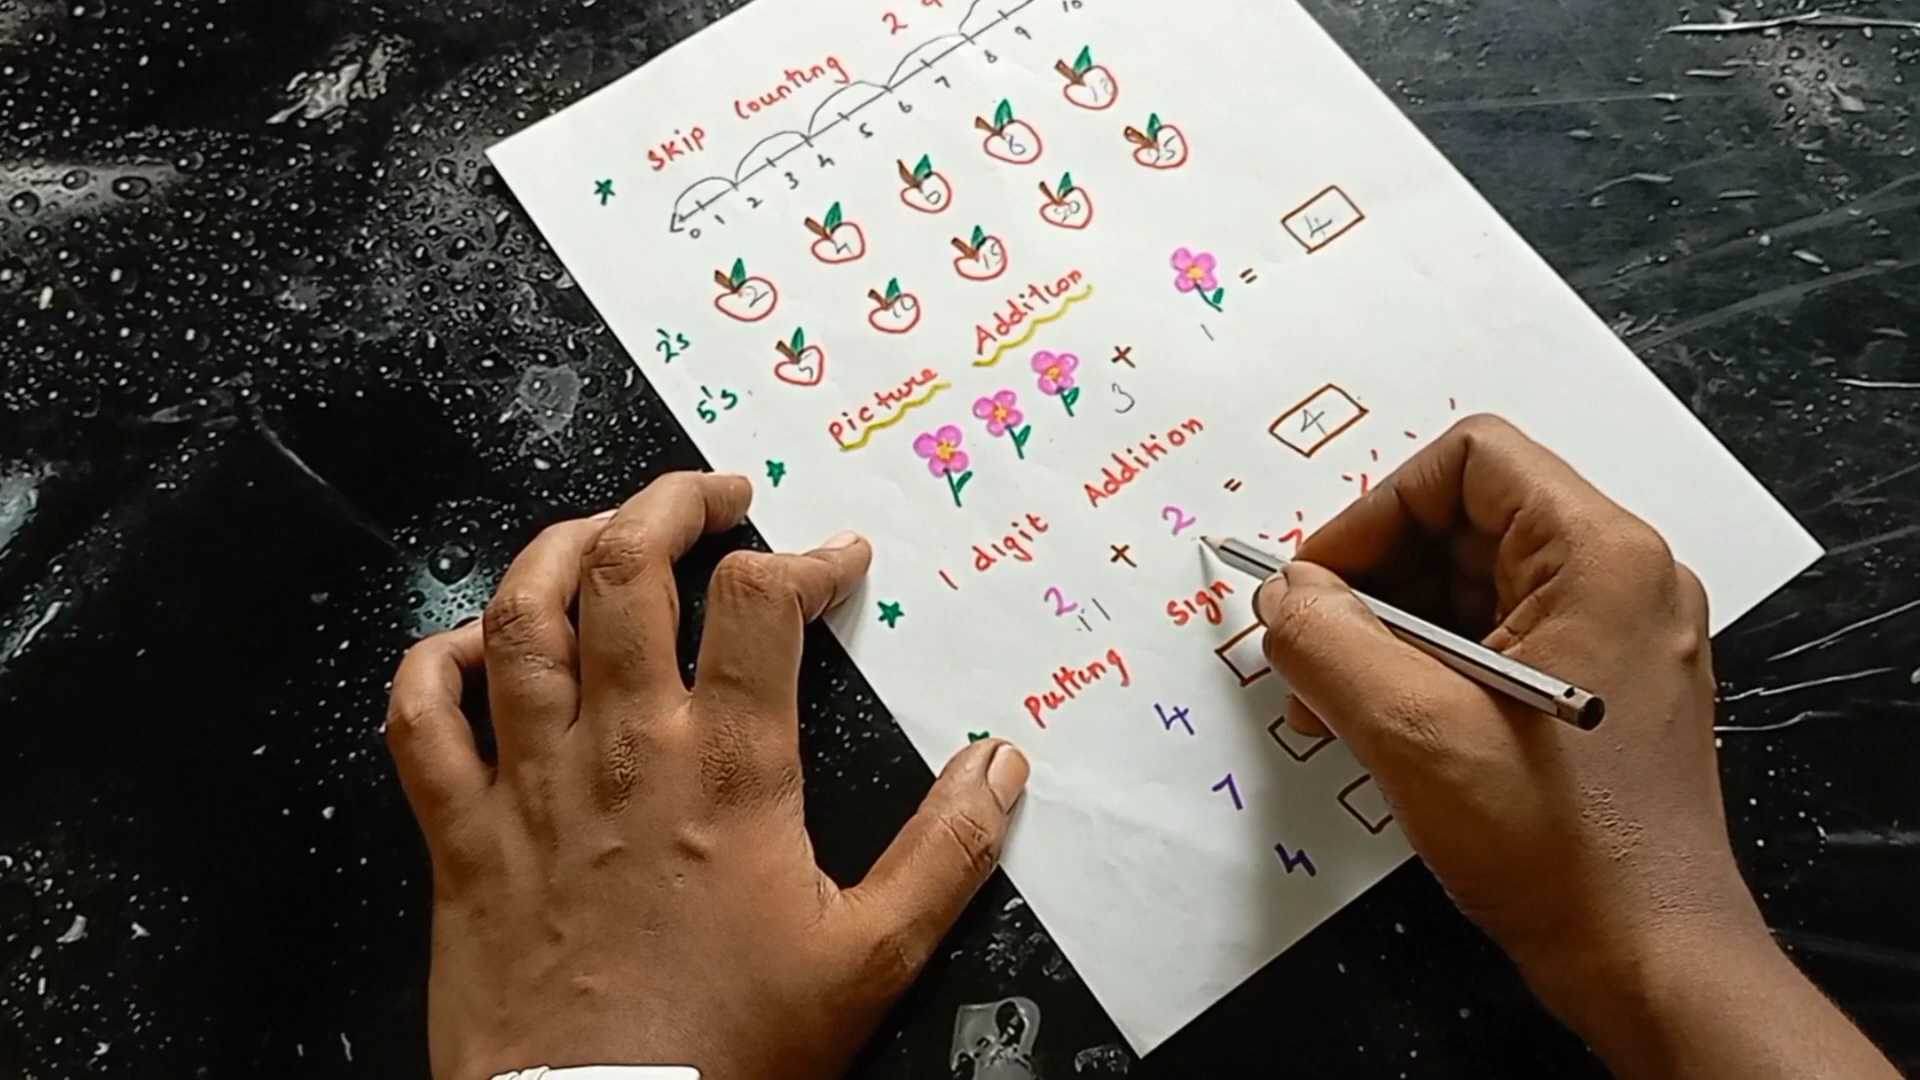 skip counting 2
0 1 2 3 4 5 6 7 8 9 10
2's 2 4 6 8
5's 5 10 15 20 25
picture Addition
+ = 4
3 1
1 digit Addition
2 + 2 = 4
Putting Sign
4
7
4